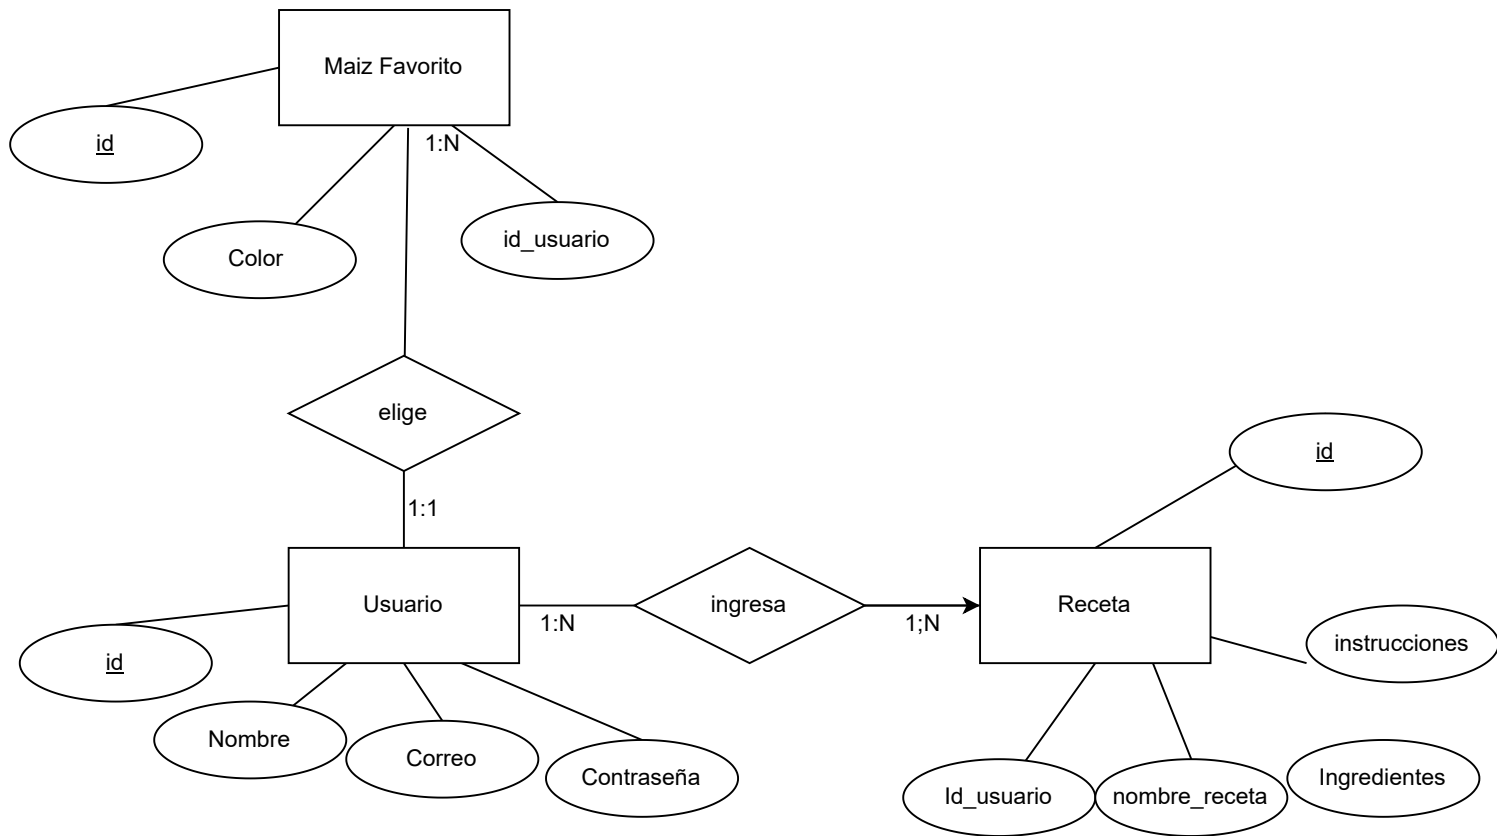 Maiz Favorito
id
1:N
Color
id_usuario
elige
1:1
id
Usuario
1:N
ingresa
1;N
Receta
instrucciones
id
Nombre
Correo
Contraseña
Id_usuario
nombre_receta
Ingredientes